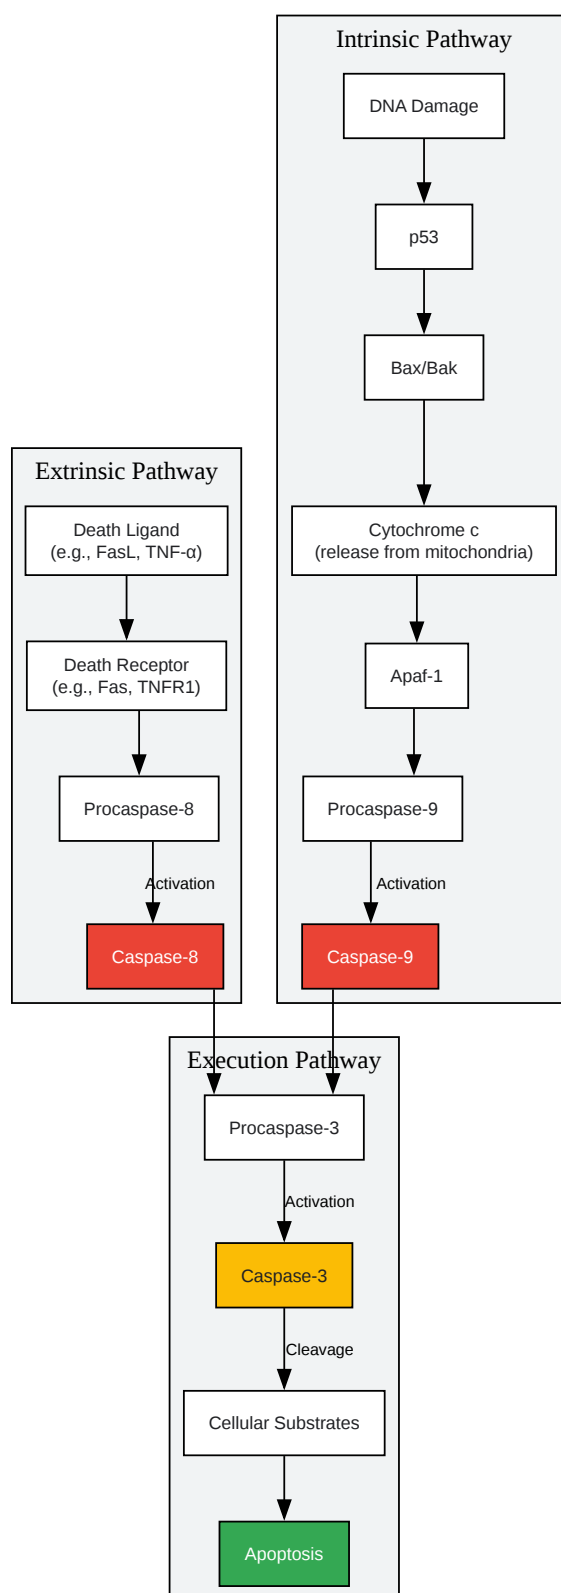 Intrinsic Pathway
DNA Damage
p53
Bax/Bak
Cytochrome c
(release from mitochondria)
Apaf-1
Procaspase-9
Activation
Caspase-9
Extrinsic Pathway
Death Ligand
(e.g., FasL, TNF-α)
Death Receptor
(e.g., Fas, TNFR1)
Procaspase-8
Activation
Caspase-8
Execution Pathway
Procaspase-3
Activation
Caspase-3
Cleavage
Cellular Substrates
Apoptosis